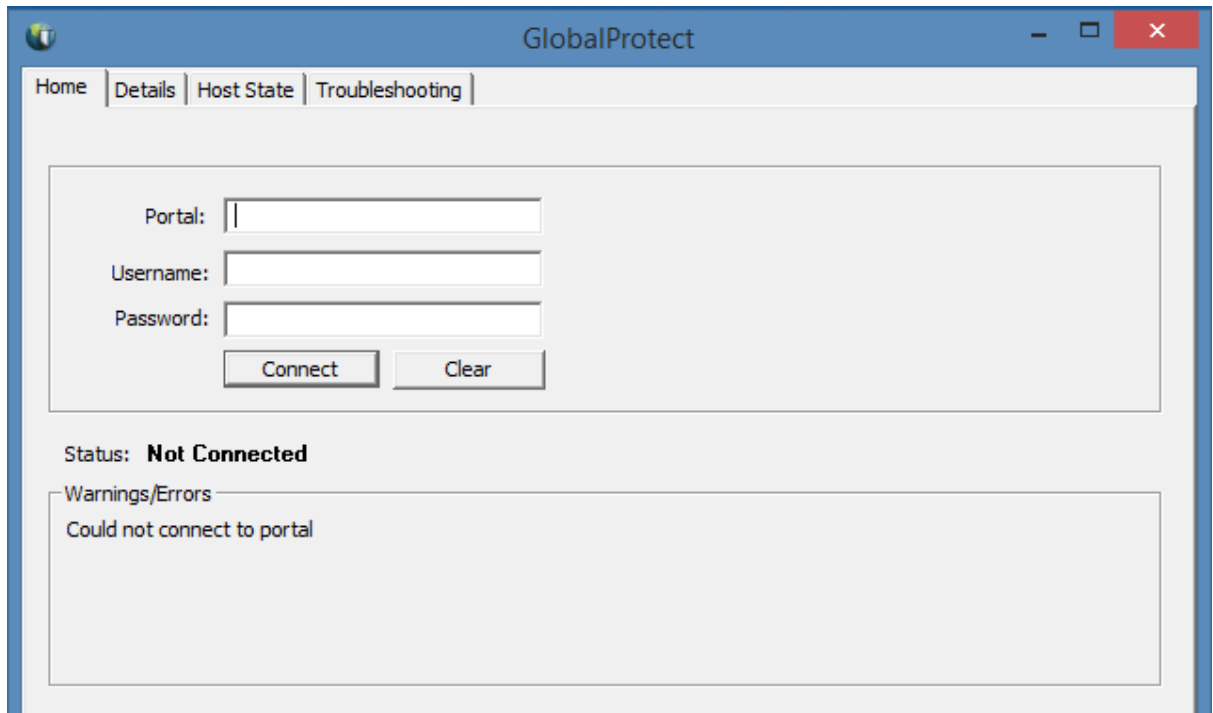 GlobalProtect
Home Details Host State Troubleshooting
Portal:
Username:
Password:
Connect Clear
Status: Not Connected
Warnings/Errors
Could not connect to portal